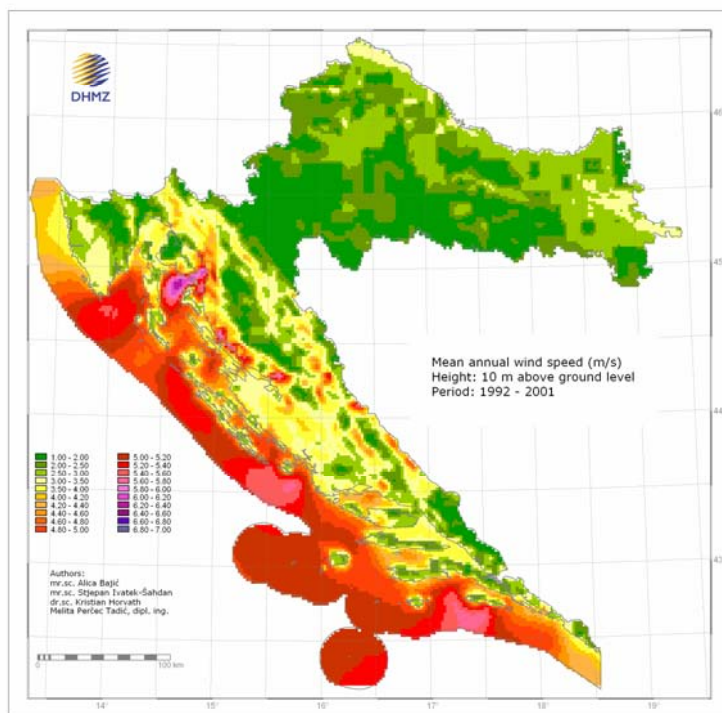 DHMZ
46
45
44
43
Mean annual wind speed (m/s)
Height: 10 m above ground level
Period: 1992 - 2001
1.00 - 2.00
2.00 - 2.50
2.50 - 3.00
3.00 - 3.50
3.50 - 4.00
4.00 - 4.20
4.20 - 4.40
4.40 - 4.60
4.60 - 4.80
4.80 - 5.00
5.00 - 5.20
5.20 - 5.40
5.40 - 5.60
5.60 - 5.80
5.80 - 6.00
6.00 - 6.20
6.20 - 6.40
6.40 - 6.60
6.60 - 6.80
6.80 - 7.00
Authors:
mr.sc. Alica Bajić
mr.sc. Stjepan Ivatek-Šahdan
dr.sc. Kristian Horvath
Melita Perčec Tadić, dipl. ing.
0 100 km
14°
15°
16°
17°
18°
19°